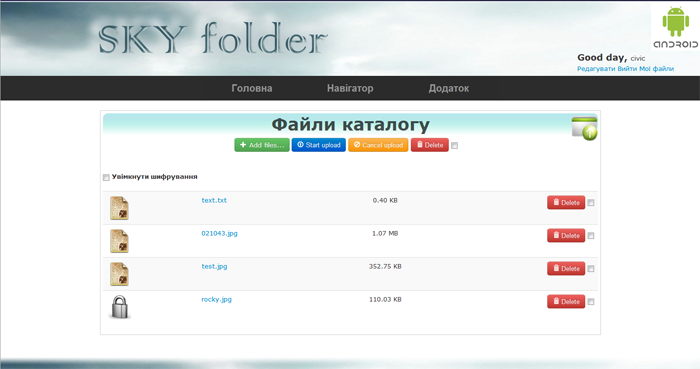 SKY folder
ANDROID
Good day, civic
Редагувати Вийти Мої файли
Головна Навігатор Додаток
Файли каталогу
Add files... Start upload Cancel upload Delete
Увімкнути шифрування
text.txt 0.40 KB Delete
021043.jpg 1.07 MB Delete
test.jpg 352.75 KB Delete
rocky.jpg 110.03 KB Delete